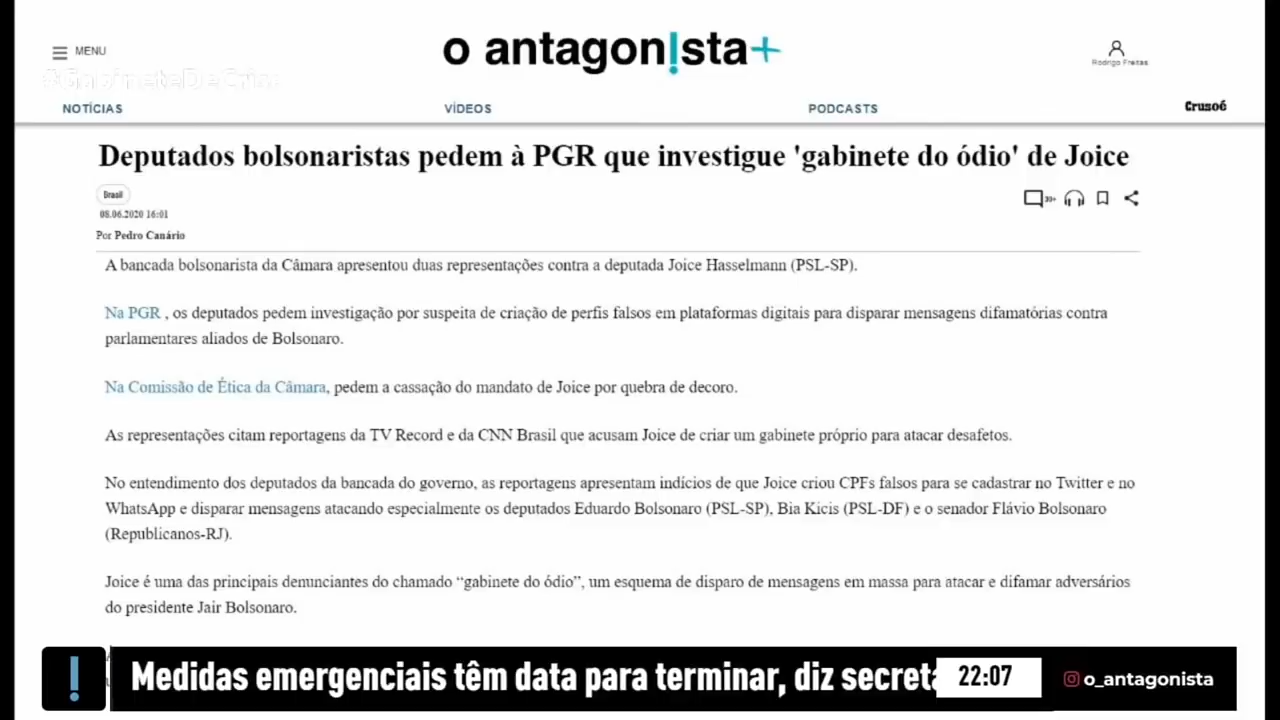 MENU
o antagon!sta+
Rodrigo Freitas
#GabineteDeCrise
NOTÍCIAS
VÍDEOS
PODCASTS
Crusoé
Deputados bolsonaristas pedem à PGR que investigue 'gabinete do ódio' de Joice
Brasil
30+
08.06.2020 16:01
Por Pedro Canário
A bancada bolsonarista da Câmara apresentou duas representações contra a deputada Joice Hasselmann (PSL-SP).
Na PGR , os deputados pedem investigação por suspeita de criação de perfis falsos em plataformas digitais para disparar mensagens difamatórias contra
parlamentares aliados de Bolsonaro.
Na Comissão de Ética da Câmara, pedem a cassação do mandato de Joice por quebra de decoro.
As representações citam reportagens da TV Record e da CNN Brasil que acusam Joice de criar um gabinete próprio para atacar desafetos.
No entendimento dos deputados da bancada do governo, as reportagens apresentam indícios de que Joice criou CPFs falsos para se cadastrar no Twitter e no
WhatsApp e disparar mensagens atacando especialmente os deputados Eduardo Bolsonaro (PSL-SP), Bia Kicis (PSL-DF) e o senador Flávio Bolsonaro
(Republicanos-RJ).
Joice é uma das principais denunciantes do chamado “gabinete do ódio”, um esquema de disparo de mensagens em massa para atacar e difamar adversários
do presidente Jair Bolsonaro.
! Medidas emergenciais têm data para terminar, diz secreta
22:07
o_antagonista